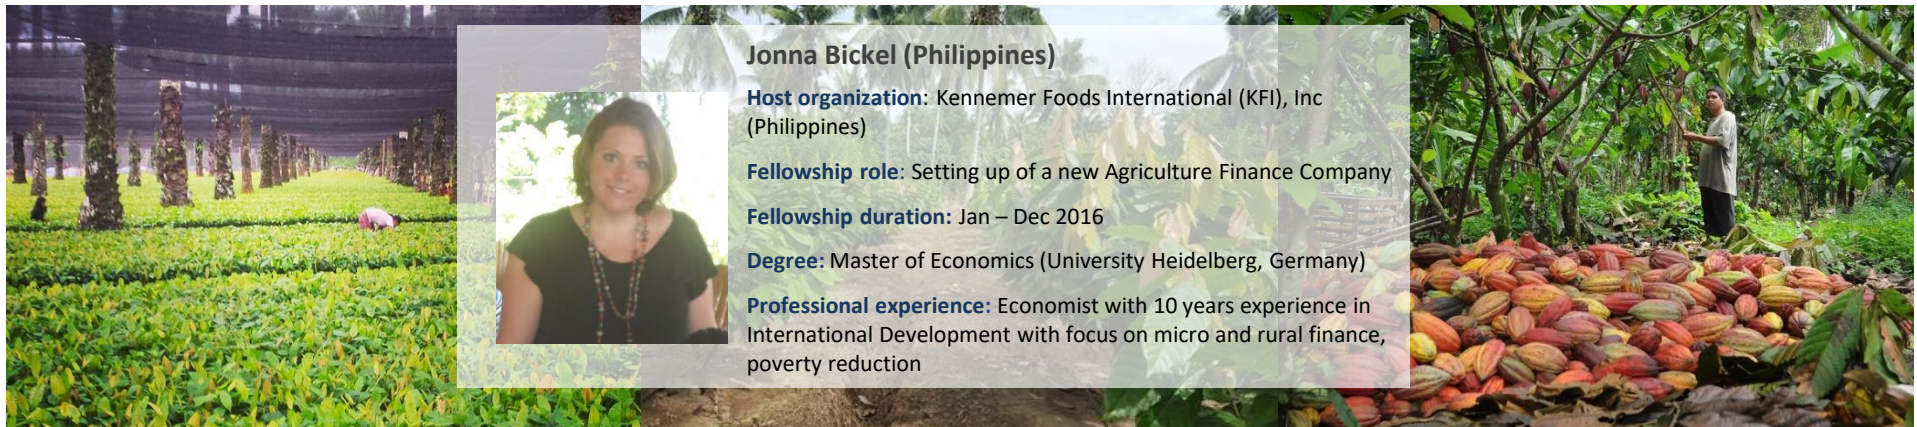 Jonna Bickel (Philippines)
Host organization: Kennemer Foods International (KFI), Inc
(Philippines)
Fellowship role: Setting up of a new Agriculture Finance Company
Fellowship duration: Jan – Dec 2016
Degree: Master of Economics (University Heidelberg, Germany)
Professional experience: Economist with 10 years experience in
International Development with focus on micro and rural finance,
poverty reduction